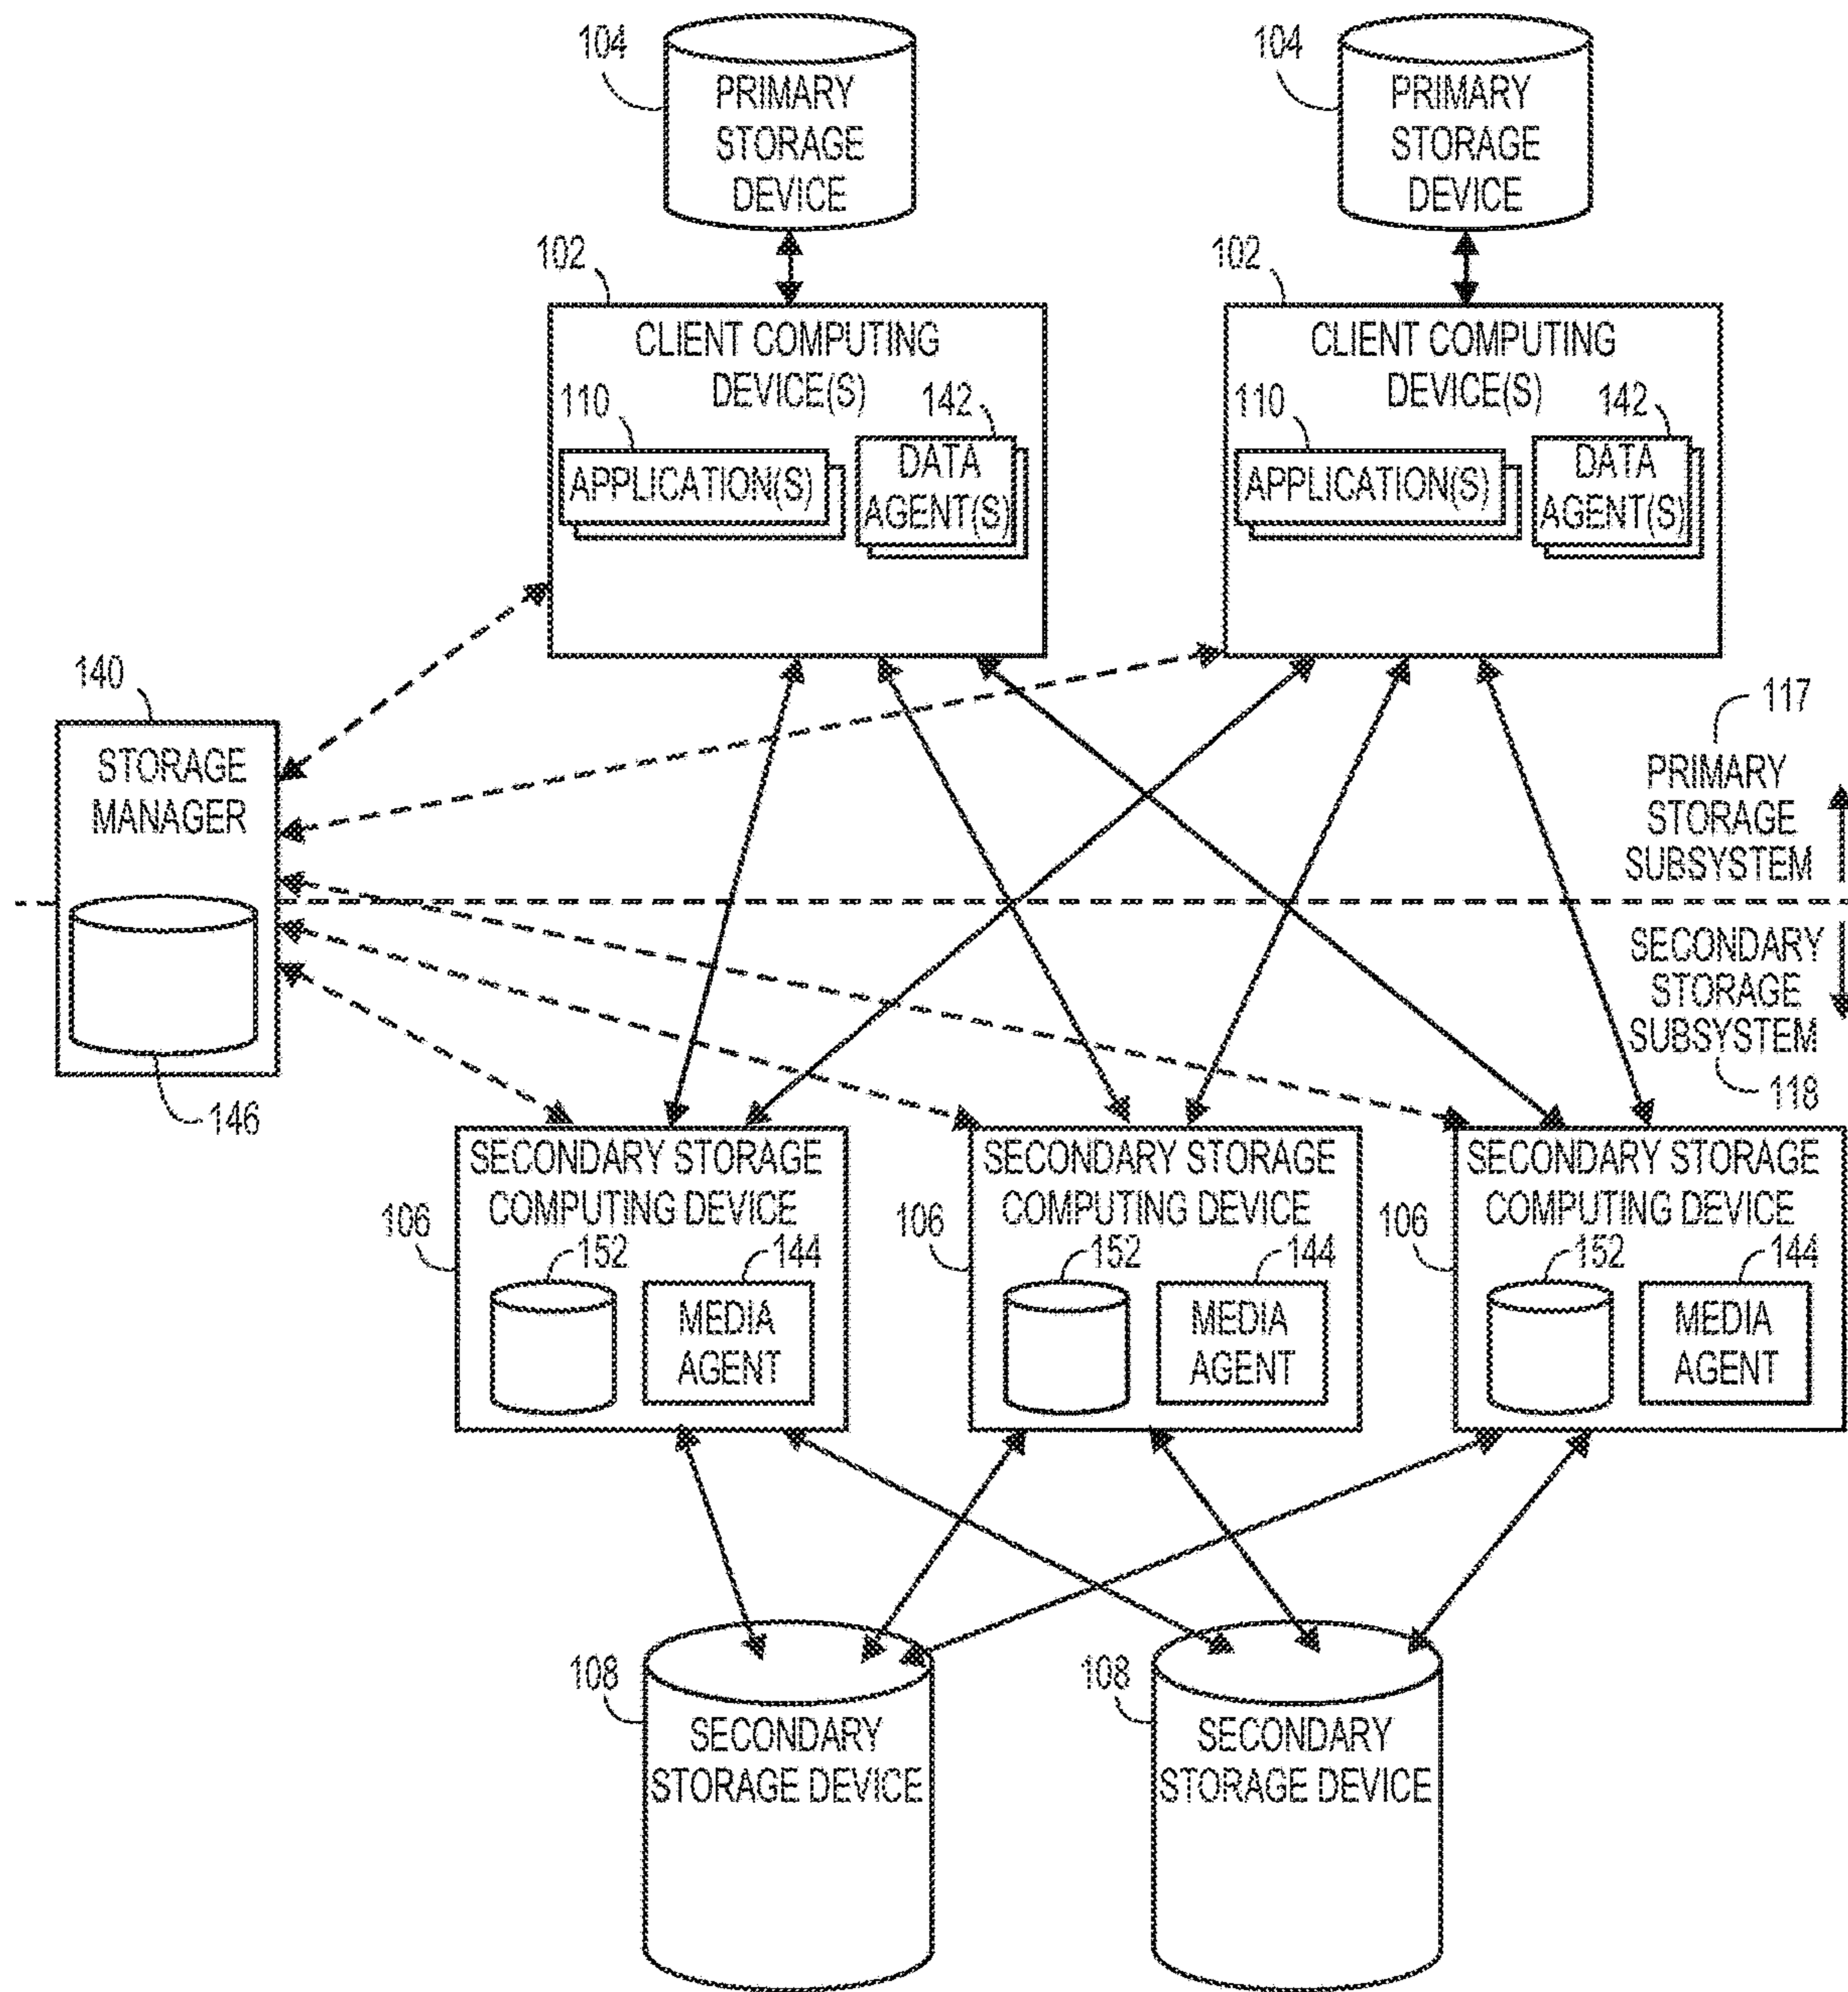 104
PRIMARY
STORAGE
DEVICE
104
PRIMARY
STORAGE
DEVICE
102
CLIENT COMPUTING
DEVICE(S)
110
142
APPLICATION(S)
DATA
AGENT(S)
102
CLIENT COMPUTING
DEVICE(S)
110
142
APPLICATION(S)
DATA
AGENT(S)
140
STORAGE
MANAGER
146
117
PRIMARY
STORAGE
SUBSYSTEM
SECONDARY
STORAGE
SUBSYSTEM
118
SECONDARY STORAGE
COMPUTING DEVICE
106
152
144
MEDIA
AGENT
SECONDARY STORAGE
COMPUTING DEVICE
106
152
144
MEDIA
AGENT
SECONDARY STORAGE
COMPUTING DEVICE
106
152
144
MEDIA
AGENT
108
SECONDARY
STORAGE DEVICE
108
SECONDARY
STORAGE DEVICE